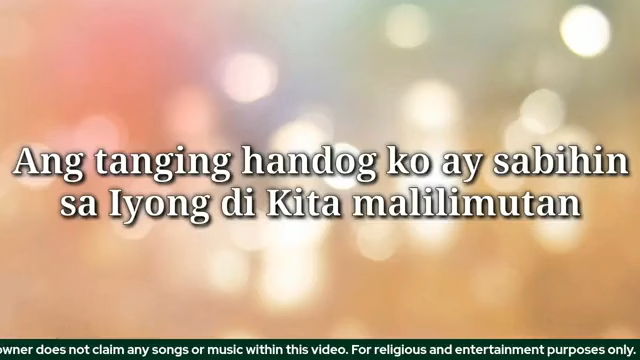 Ang tanging handog ko ay sabihin
sa Iyong di Kita malilimutan
owner does not claim any songs or music within this video. For religious and entertainment purposes only.